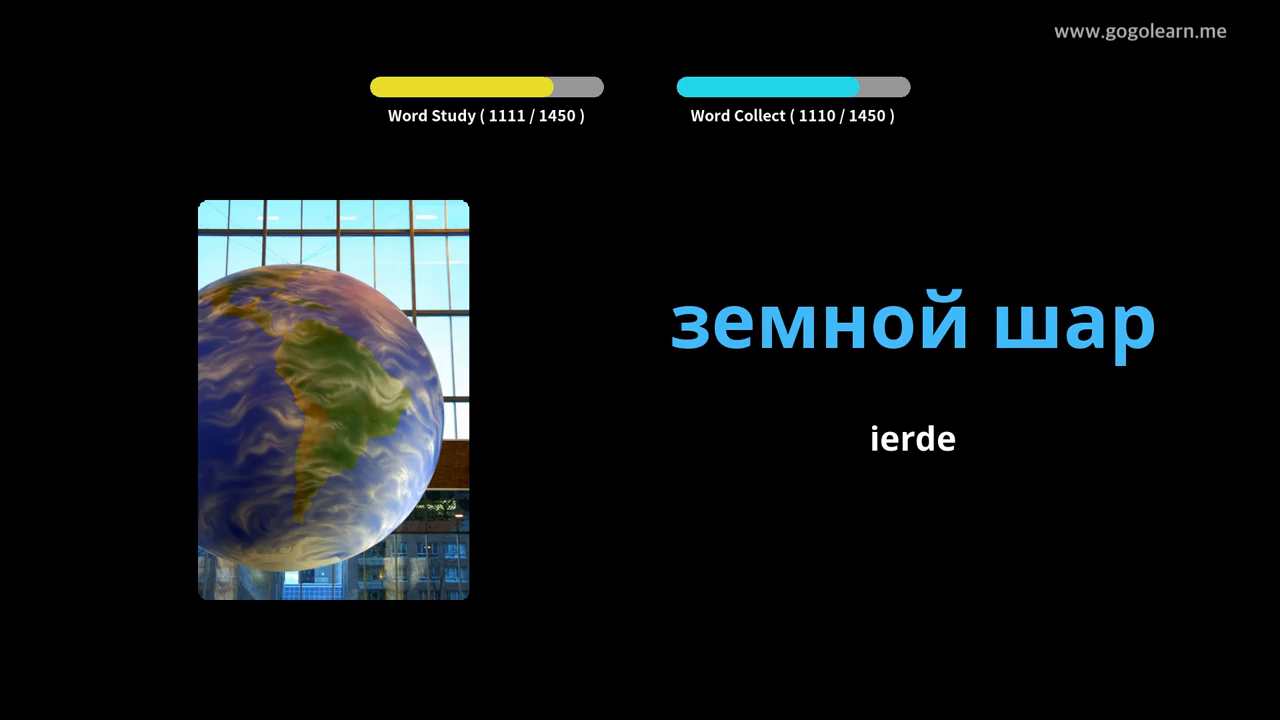 www.gogolearn.me
Word Study ( 1111 / 1450 )
Word Collect ( 1110 / 1450 )
земной шар
ierde